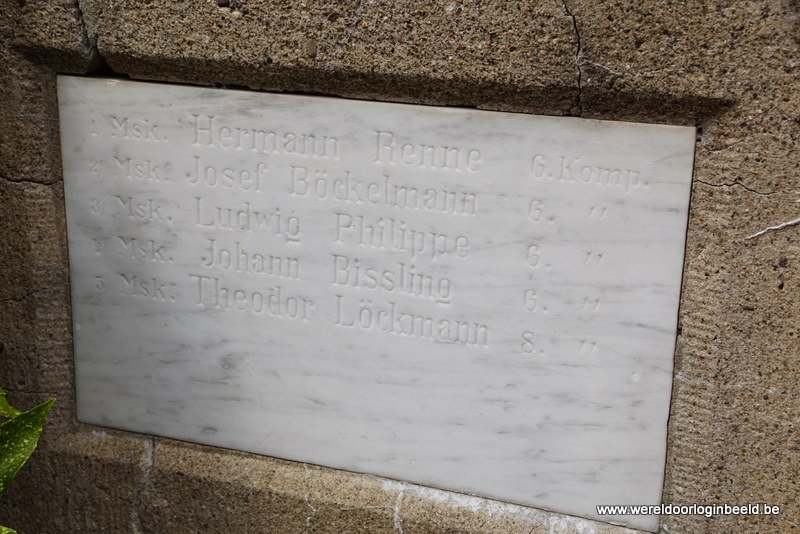 1) Msk. Hermann Renne 6. Komp.
2) Msk. Josef Böckelmann 6. "
3) Msk. Ludwig Philippe 6. "
4) Msk. Johann Bissling 6. "
5) Msk. Theodor Löckmann 8. "
www.wereldoorloginbeeld.be